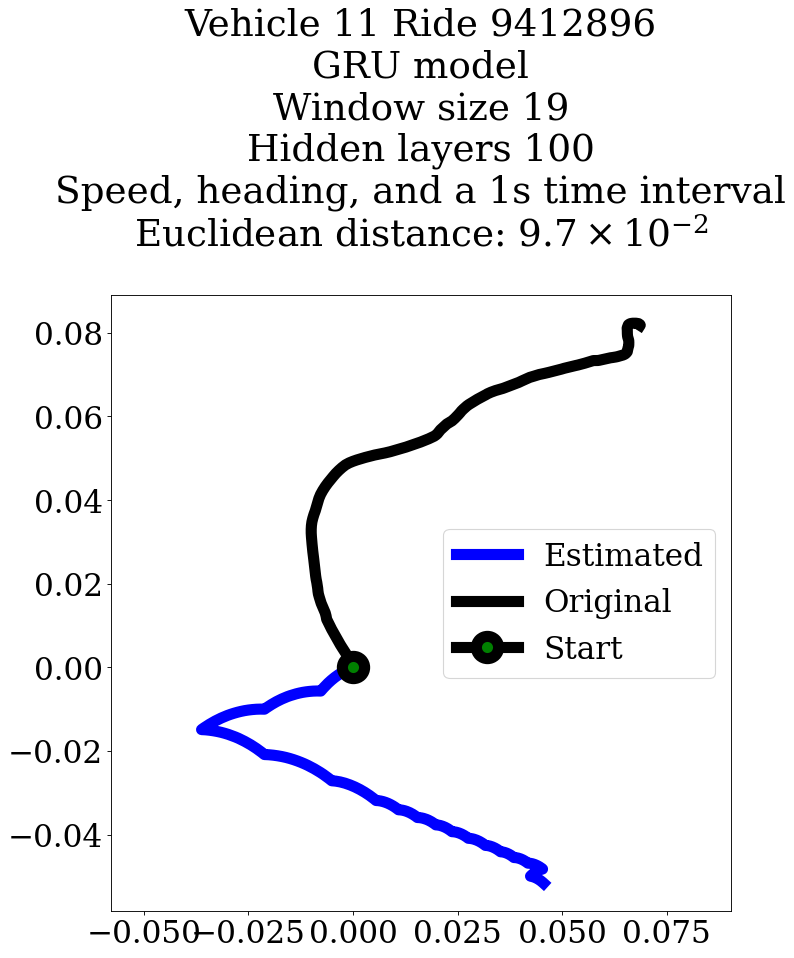 Vehicle 11 Ride 9412896
GRU model
Window size 19
Hidden layers 100
Speed, heading, and a 1s time interval
Euclidean distance: 9.7 × 10⁻²
0.08
0.06
0.04
0.02
0.00
−0.02
−0.04
Estimated
Original
Start
−0.050 −0.025 0.000 0.025 0.050 0.075